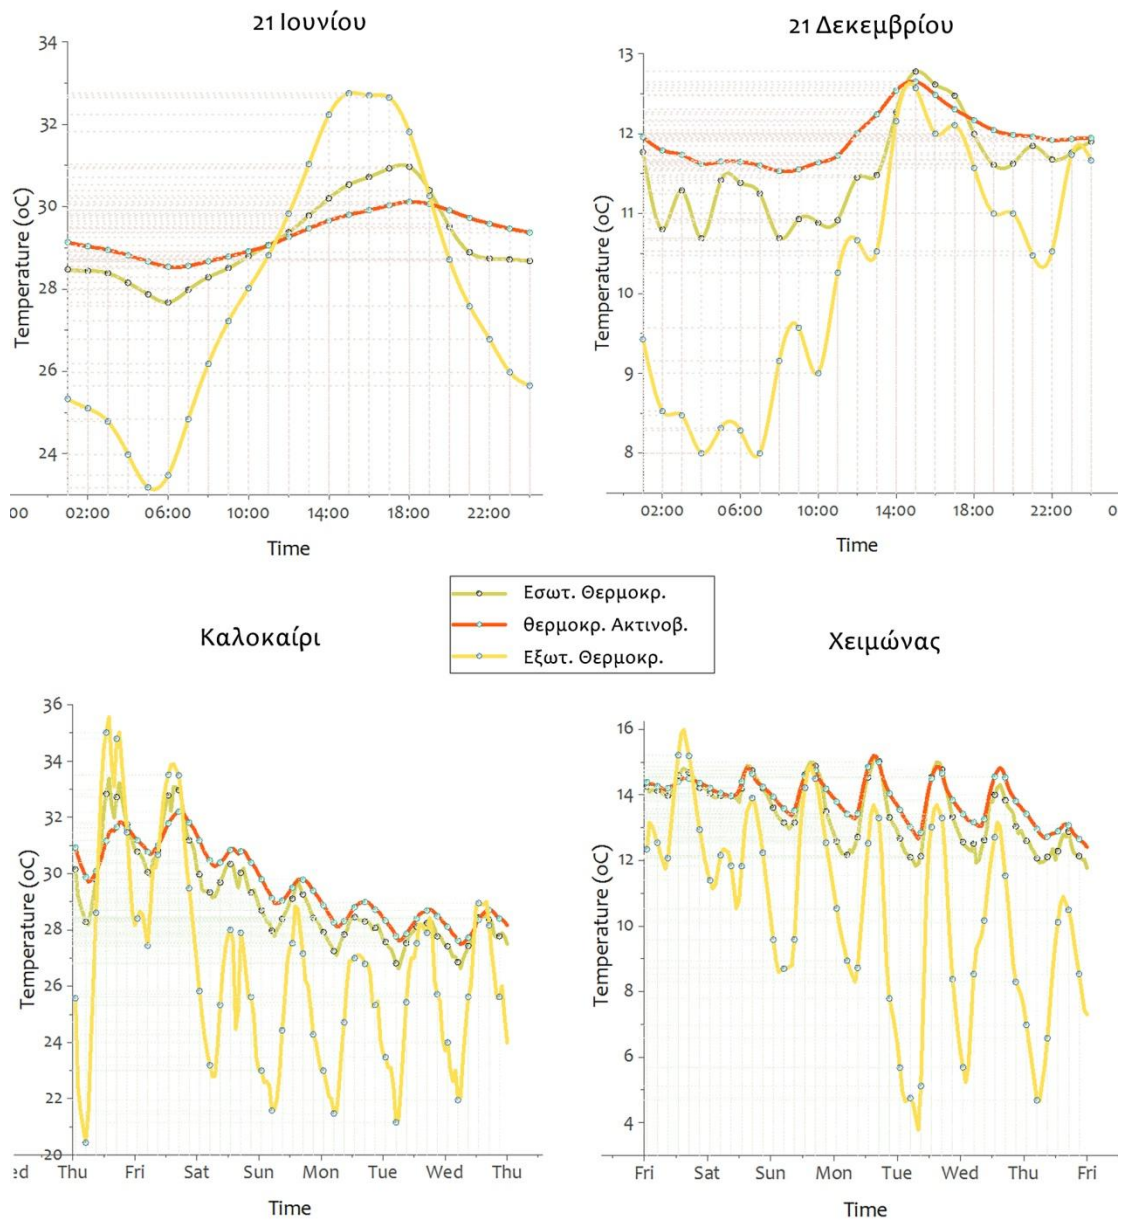 21 Ιουνίου
34
32
30
28
26
24
Temperature (oC)
00
02:00
06:00
10:00
14:00
18:00
22:00
Time
21 Δεκεμβρίου
13
12
11
10
9
8
Temperature (oC)
02:00
06:00
10:00
14:00
18:00
22:00
0
Time
Εσωτ. Θερμοκρ.
θερμοκρ. Ακτινοβ.
Εξωτ. Θερμοκρ.
Καλοκαίρι
36
34
32
30
28
26
24
22
20
Temperature (oC)
ed
Thu
Fri
Sat
Sun
Mon
Tue
Wed
Thu
Time
Χειμώνας
16
14
12
10
8
6
4
Temperature (oC)
Fri
Sat
Sun
Mon
Tue
Wed
Thu
Fri
Time